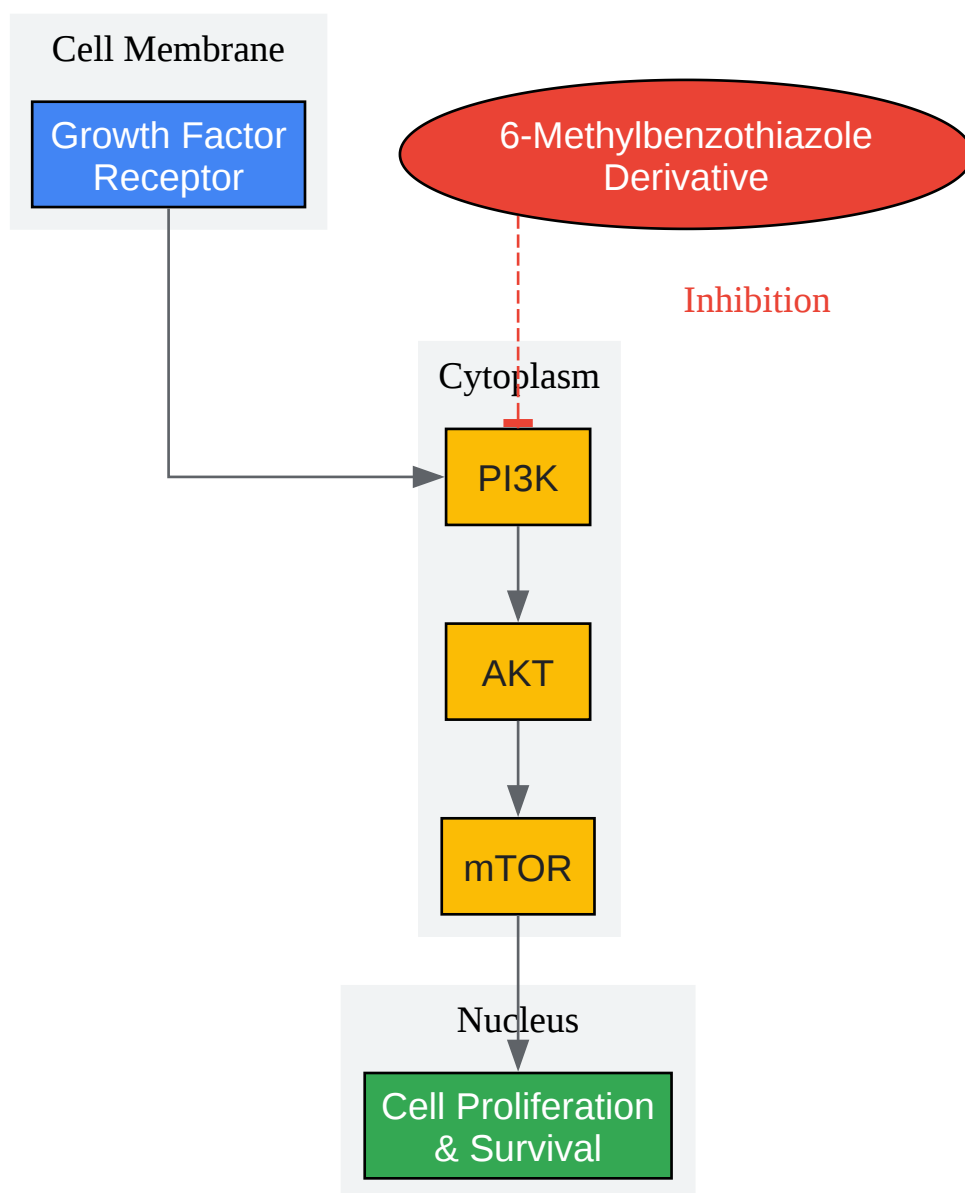 Cell Membrane
Growth Factor
Receptor
6-Methylbenzothiazole
Derivative
Inhibition
Cytoplasm
PI3K
AKT
mTOR
Nucleus
Cell Proliferation
& Survival